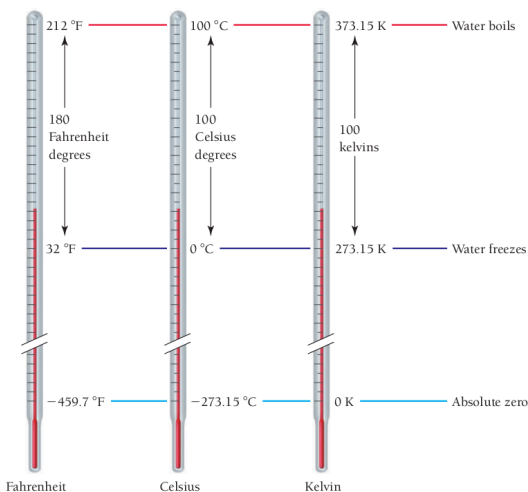 212 °F 100 °C 373.15 K Water boils
180
Fahrenheit
degrees
100
Celsius
degrees
100
kelvins
32 °F 0 °C 273.15 K Water freezes
−459.7 °F −273.15 °C 0 K Absolute zero
Fahrenheit Celsius Kelvin